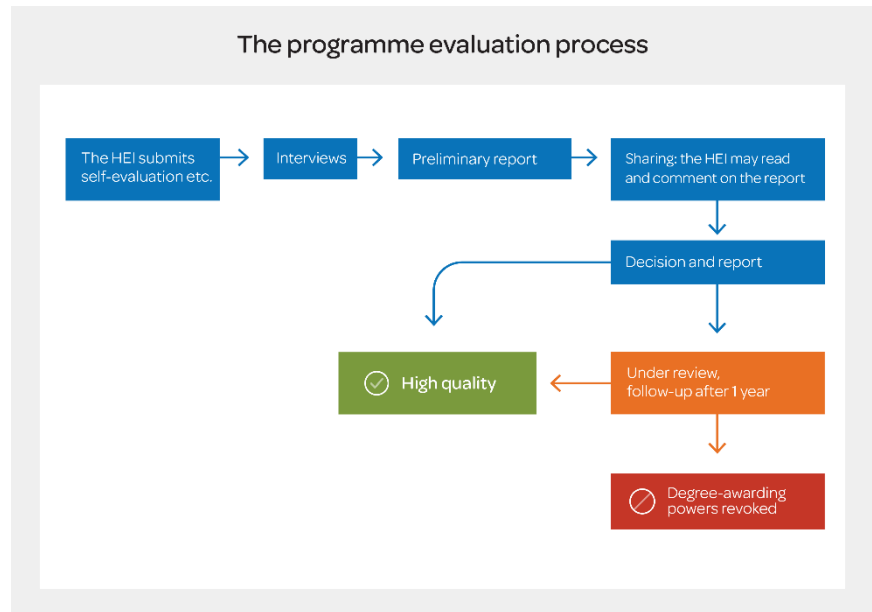 The programme evaluation process
The HEI submits
self-evaluation etc.
Interviews
Preliminary report
Sharing: the HEI may read
and comment on the report
Decision and report
High quality
Under review,
follow-up after 1 year
Degree-awarding
powers revoked